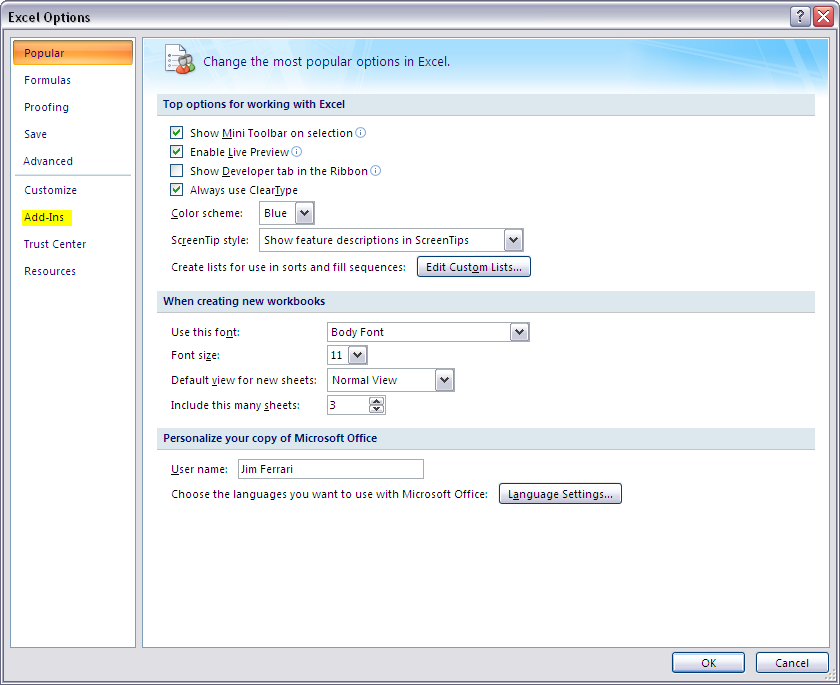 Excel Options
Popular
Formulas
Proofing
Save
Advanced
Customize
Add-Ins
Trust Center
Resources
Change the most popular options in Excel.
Top options for working with Excel
Show Mini Toolbar on selection
Enable Live Preview
Show Developer tab in the Ribbon
Always use ClearType
Color scheme: Blue
ScreenTip style: Show feature descriptions in ScreenTips
Create lists for use in sorts and fill sequences: Edit Custom Lists...
When creating new workbooks
Use this font: Body Font
Font size: 11
Default view for new sheets: Normal View
Include this many sheets: 3
Personalize your copy of Microsoft Office
User name: Jim Ferrari
Choose the languages you want to use with Microsoft Office: Language Settings...
OK Cancel